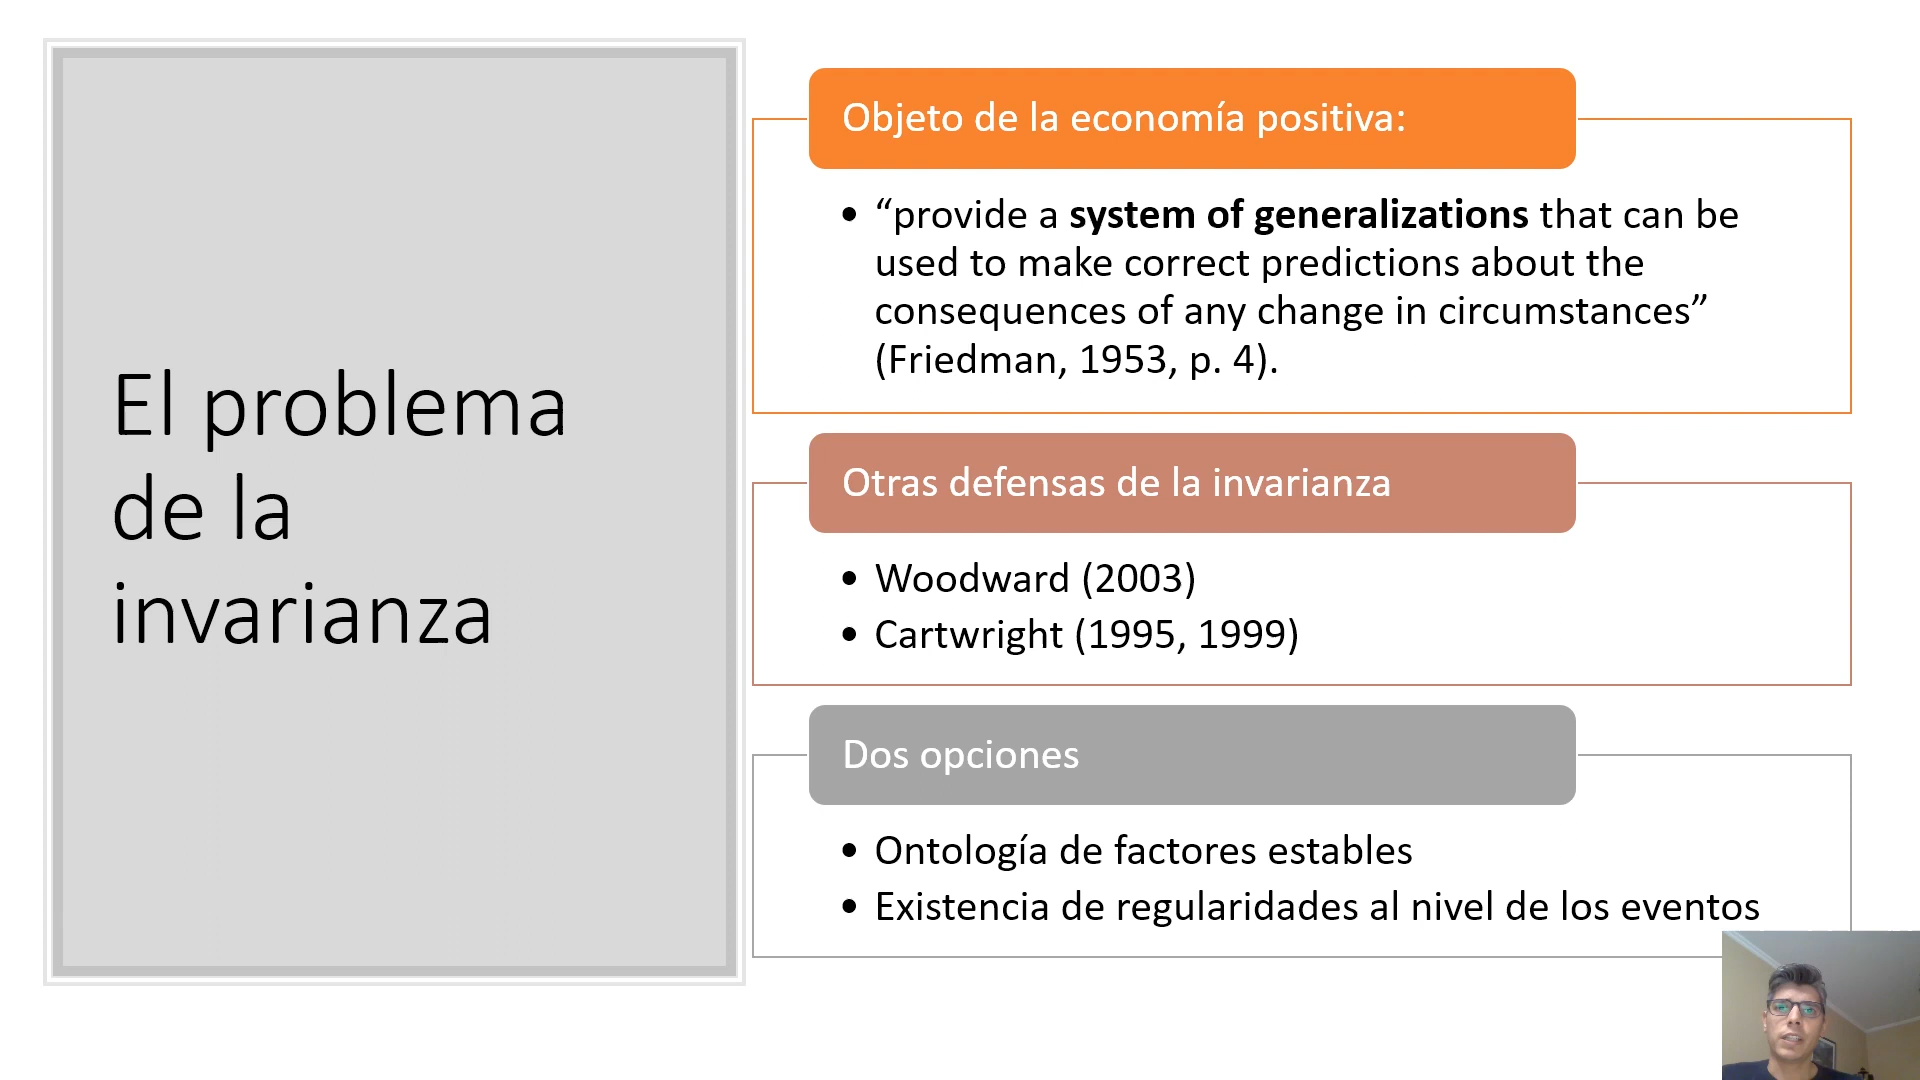 El problema
de la
invarianza
Objeto de la economía positiva:
• “provide a system of generalizations that can be
used to make correct predictions about the
consequences of any change in circumstances”
(Friedman, 1953, p. 4).
Otras defensas de la invarianza
• Woodward (2003)
• Cartwright (1995, 1999)
Dos opciones
• Ontología de factores estables
• Existencia de regularidades al nivel de los eventos